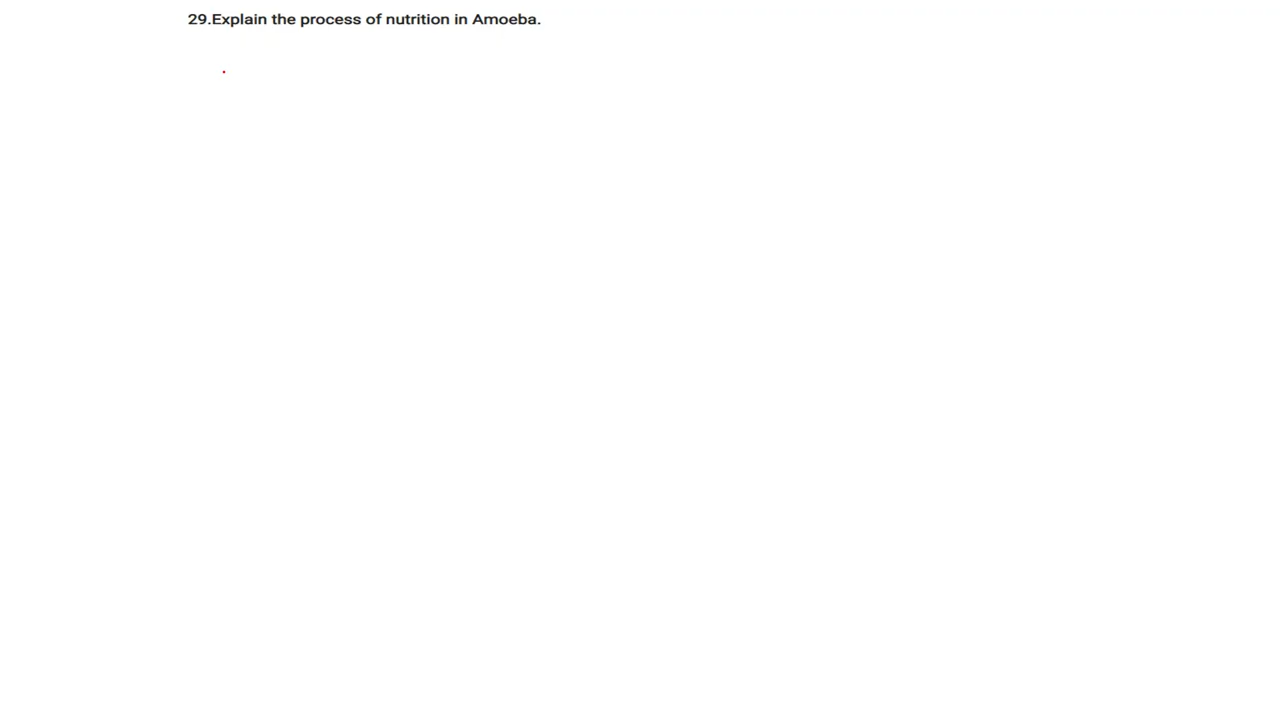 29.Explain the process of nutrition in Amoeba.